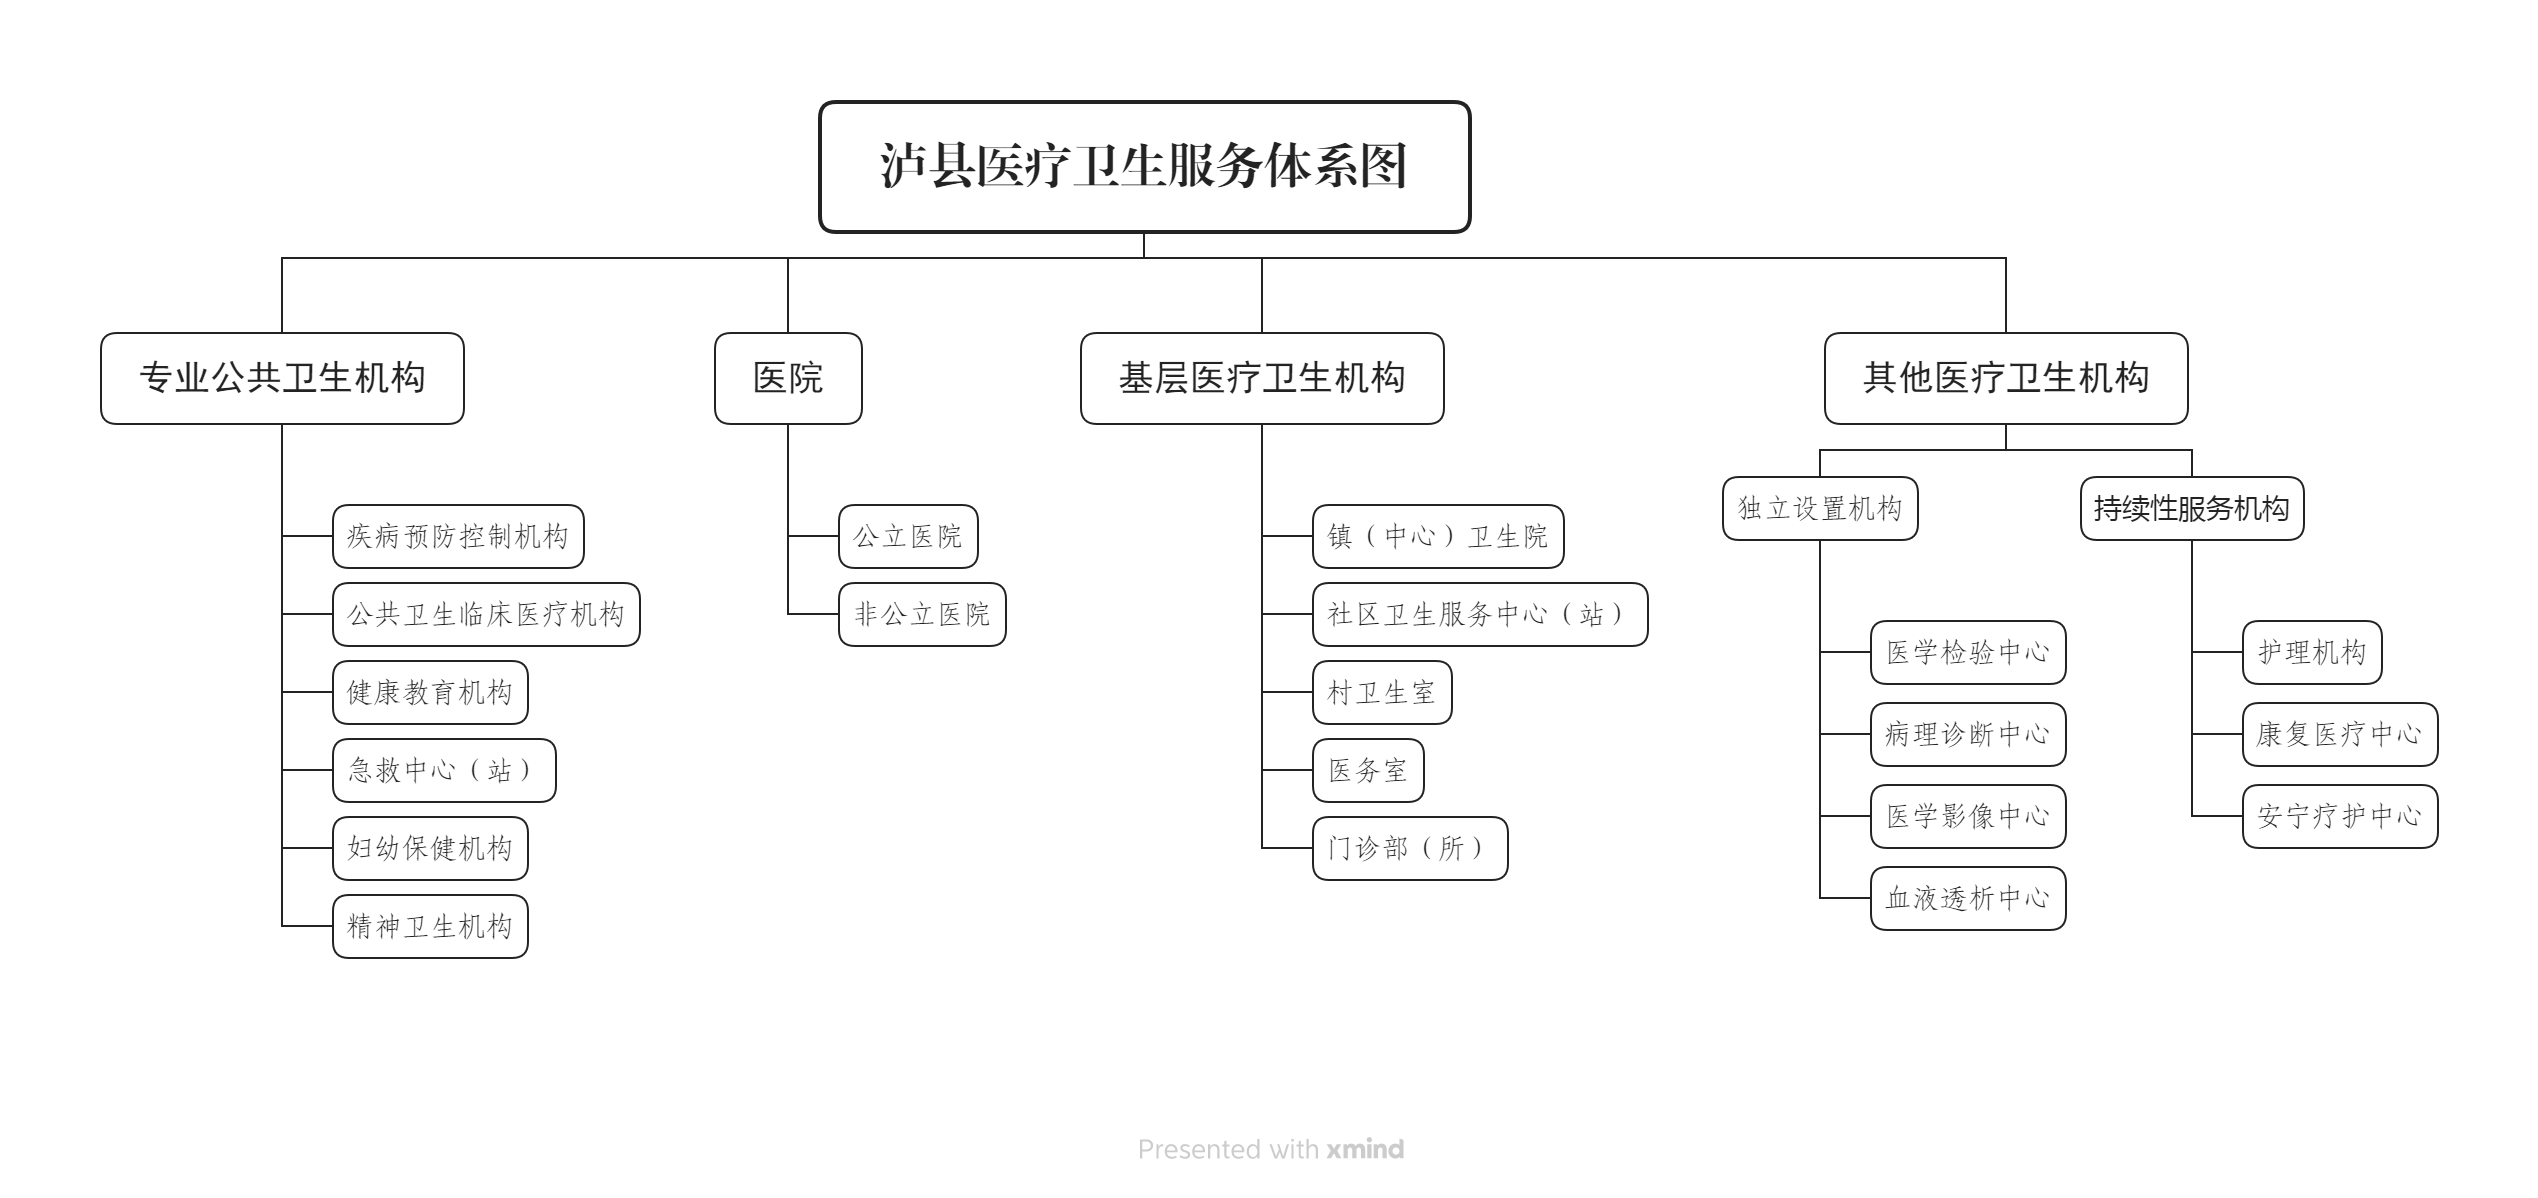 泸县医疗卫生服务体系图
专业公共卫生机构
疾病预防控制机构
公共卫生临床医疗机构
健康教育机构
急救中心（站）
妇幼保健机构
精神卫生机构
医院
公立医院
非公立医院
基层医疗卫生机构
镇（中心）卫生院
社区卫生服务中心（站）
村卫生室
医务室
门诊部（所）
其他医疗卫生机构
独立设置机构
医学检验中心
病理诊断中心
医学影像中心
血液透析中心
持续性服务机构
护理机构
康复医疗中心
安宁疗护中心
Presented with xmind